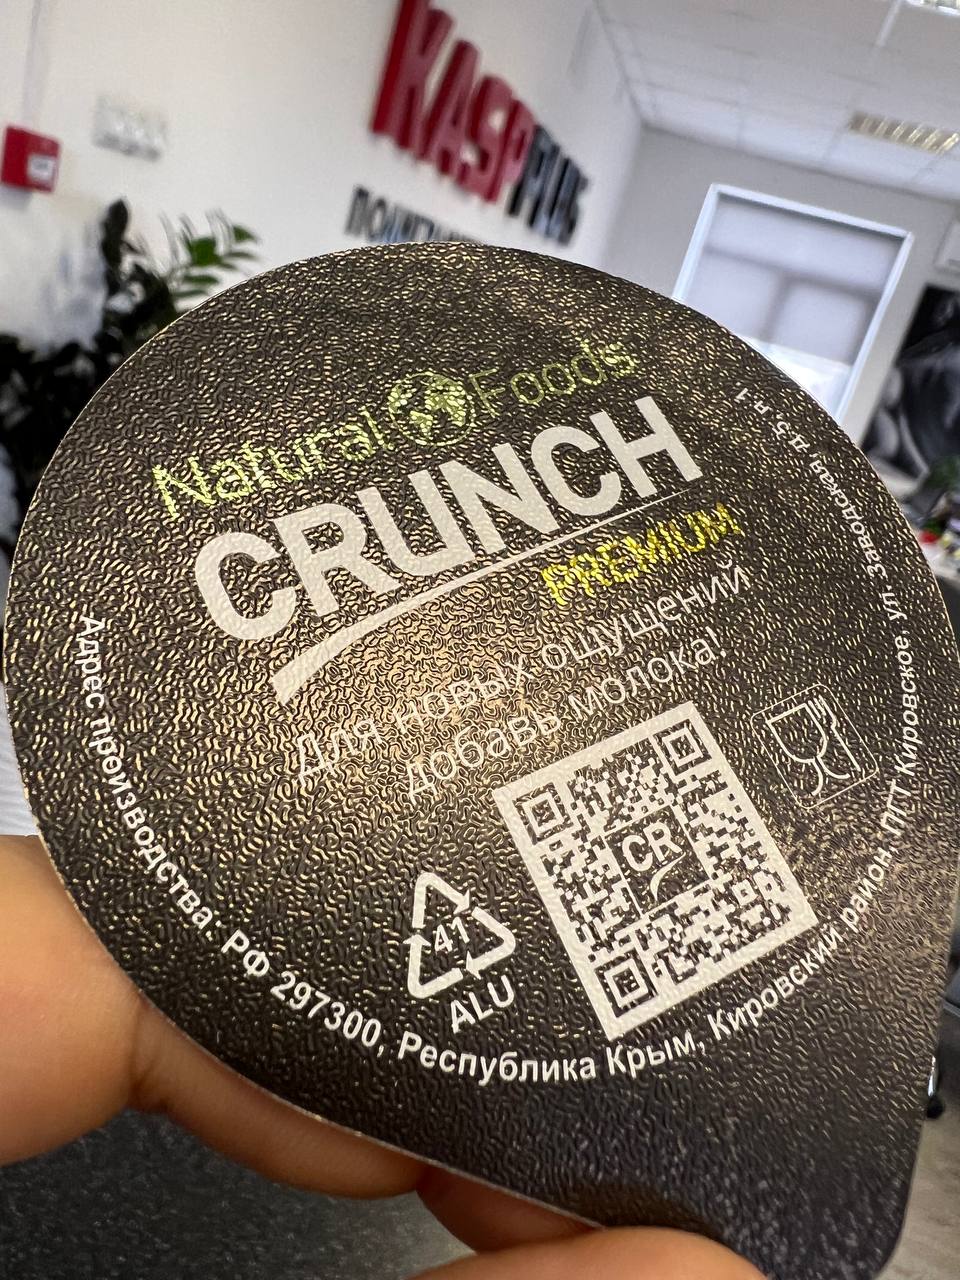 KASPPLUS
Natural Foods
CRUNCH
PREMIUM
Для новых ощущений
добавь молока!
CR
41
ALU
Адрес производства: РФ 297300, Республика Крым, Кировский район, ПГТ Кировское, ул. Заводская, д. 5, п.1